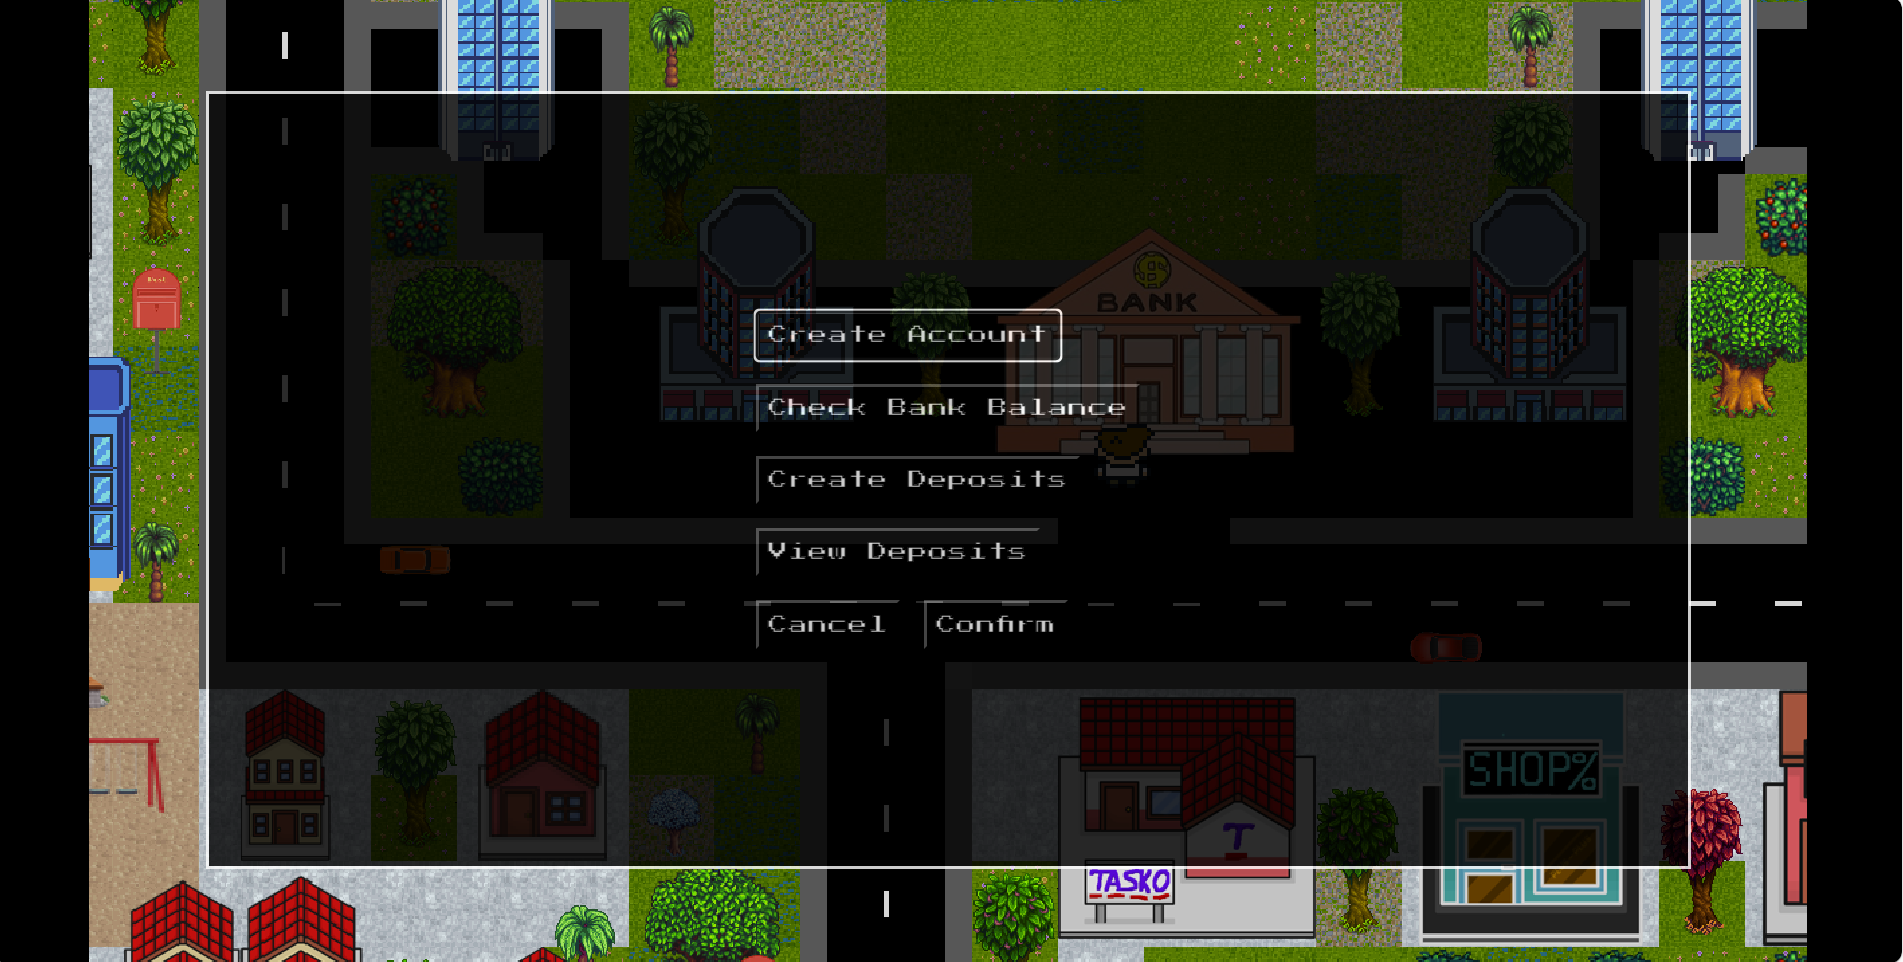 BANK
Create Account
Check Bank Balance
Create Deposits
View Deposits
Cancel Confirm
SHOP%
T
TASKO